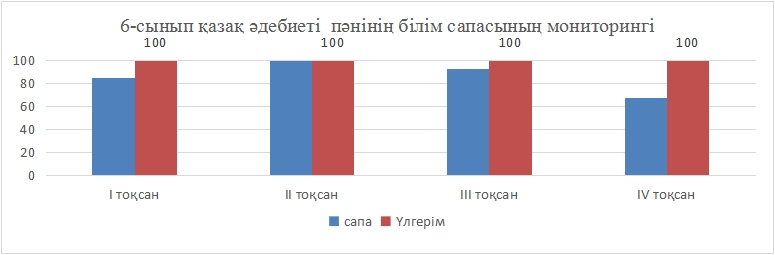 6-сынып қазақ әдебиеті пәнінің білім сапасының мониторингі
100 100 100 100
100
80
60
40
20
0
I тоқсан II тоқсан III тоқсан IV тоқсан
сапа Үлгерім